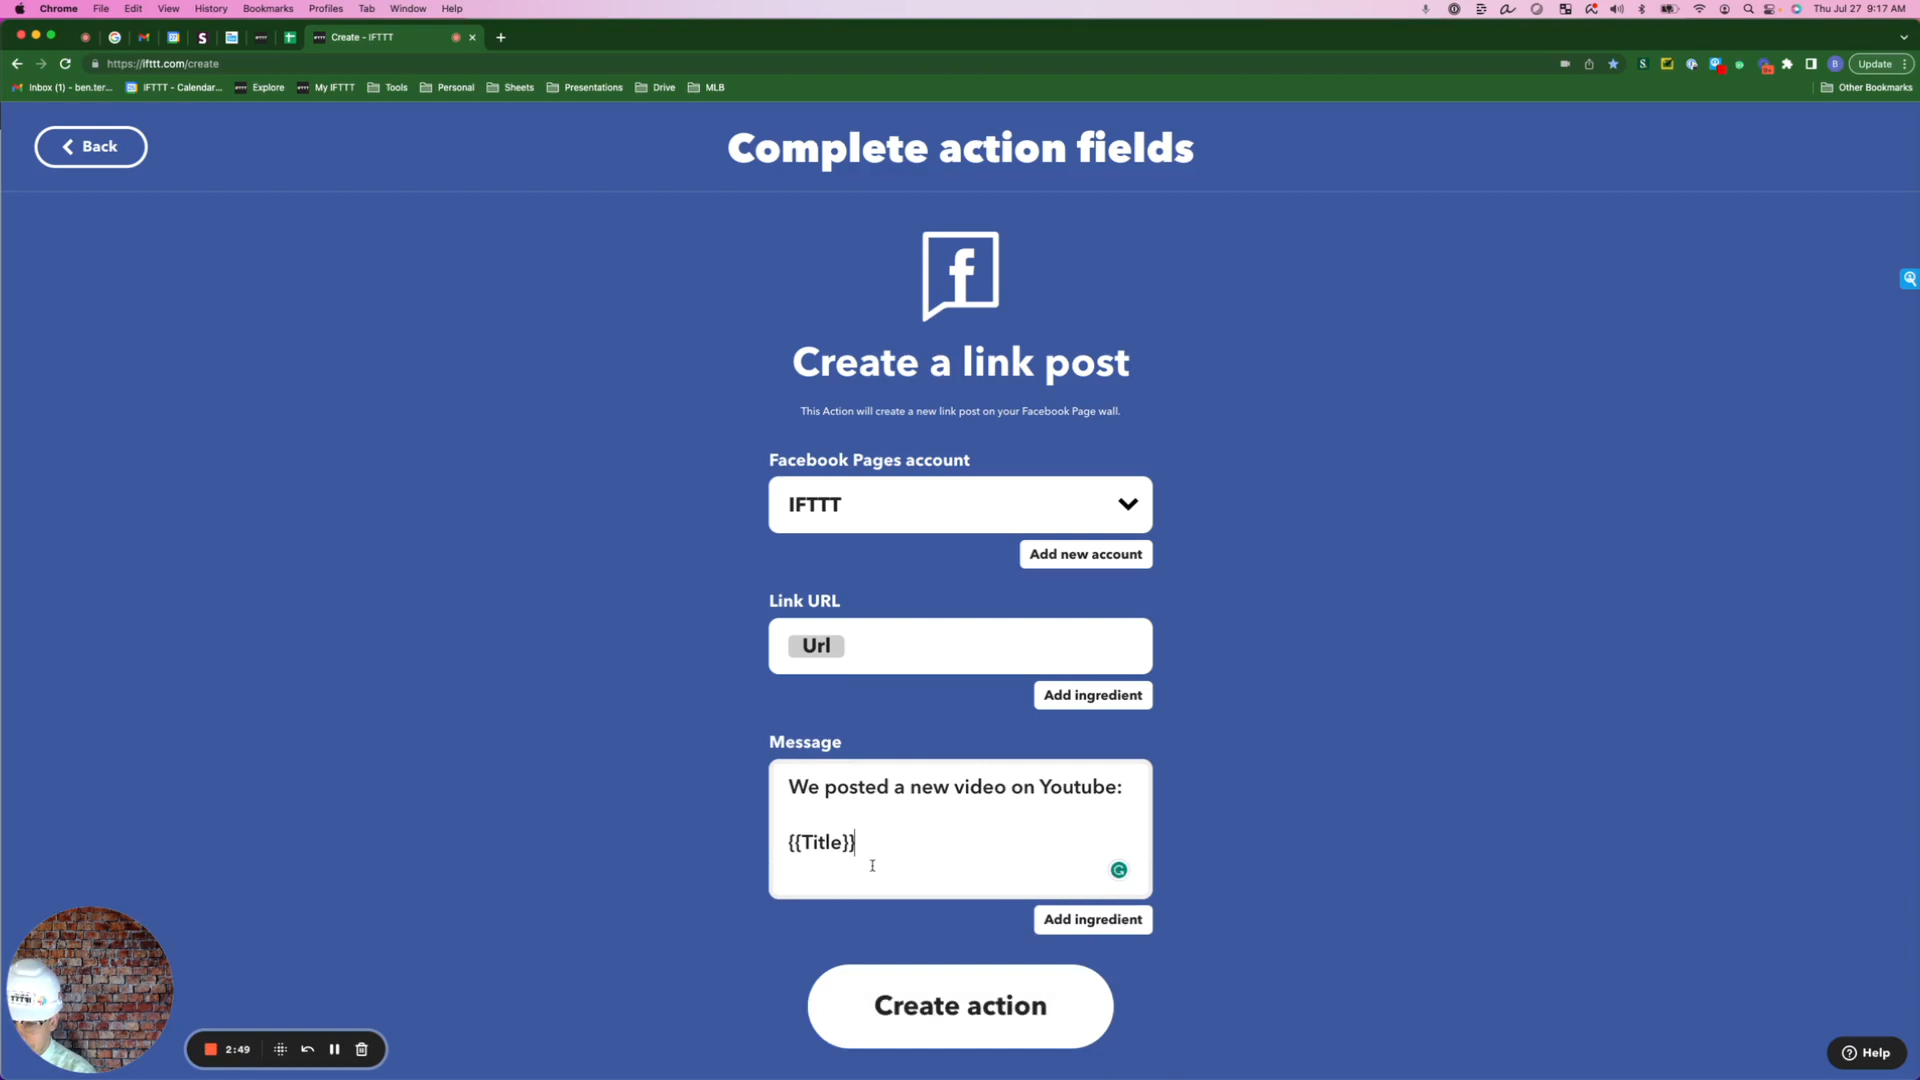 Chrome File Edit View History Bookmarks Profiles Tab Window Help
Thu Jul 27 9:17 AM
Create - IFTTT
https://ifttt.com/create
Update
Inbox (1) - ben.ter... IFTTT - Calendar... Explore My IFTTT Tools Personal Sheets Presentations Drive MLB
Other Bookmarks
Back
Complete action fields
Create a link post
This Action will create a new link post on your Facebook Page wall.
Facebook Pages account
IFTTT
Add new account
Link URL
Url
Add ingredient
Message
We posted a new video on Youtube:
{{Title}}
Add ingredient
Create action
2:49
Help